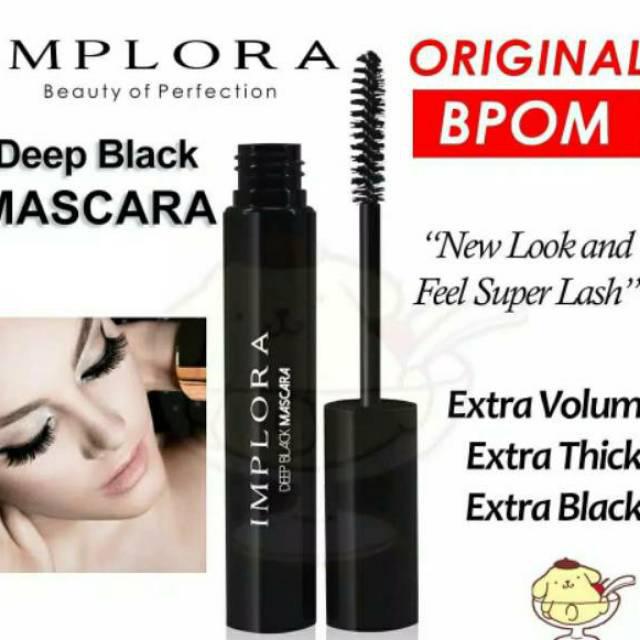 IMPLORA
Beauty of Perfection
Deep Black
MASCARA
ORIGINAL
BPOM
“New Look and
Feel Super Lash”
Extra Volum
Extra Thick
Extra Black
IMPLORA
DEEP BLACK MASCARA